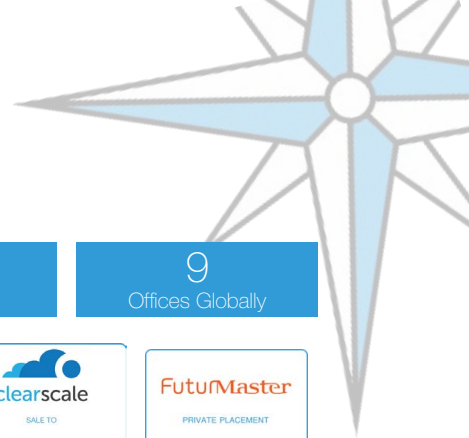 9
Offices Globally
clearscale
FuturMaster
SALE TO
PRIVATE PLACEMENT